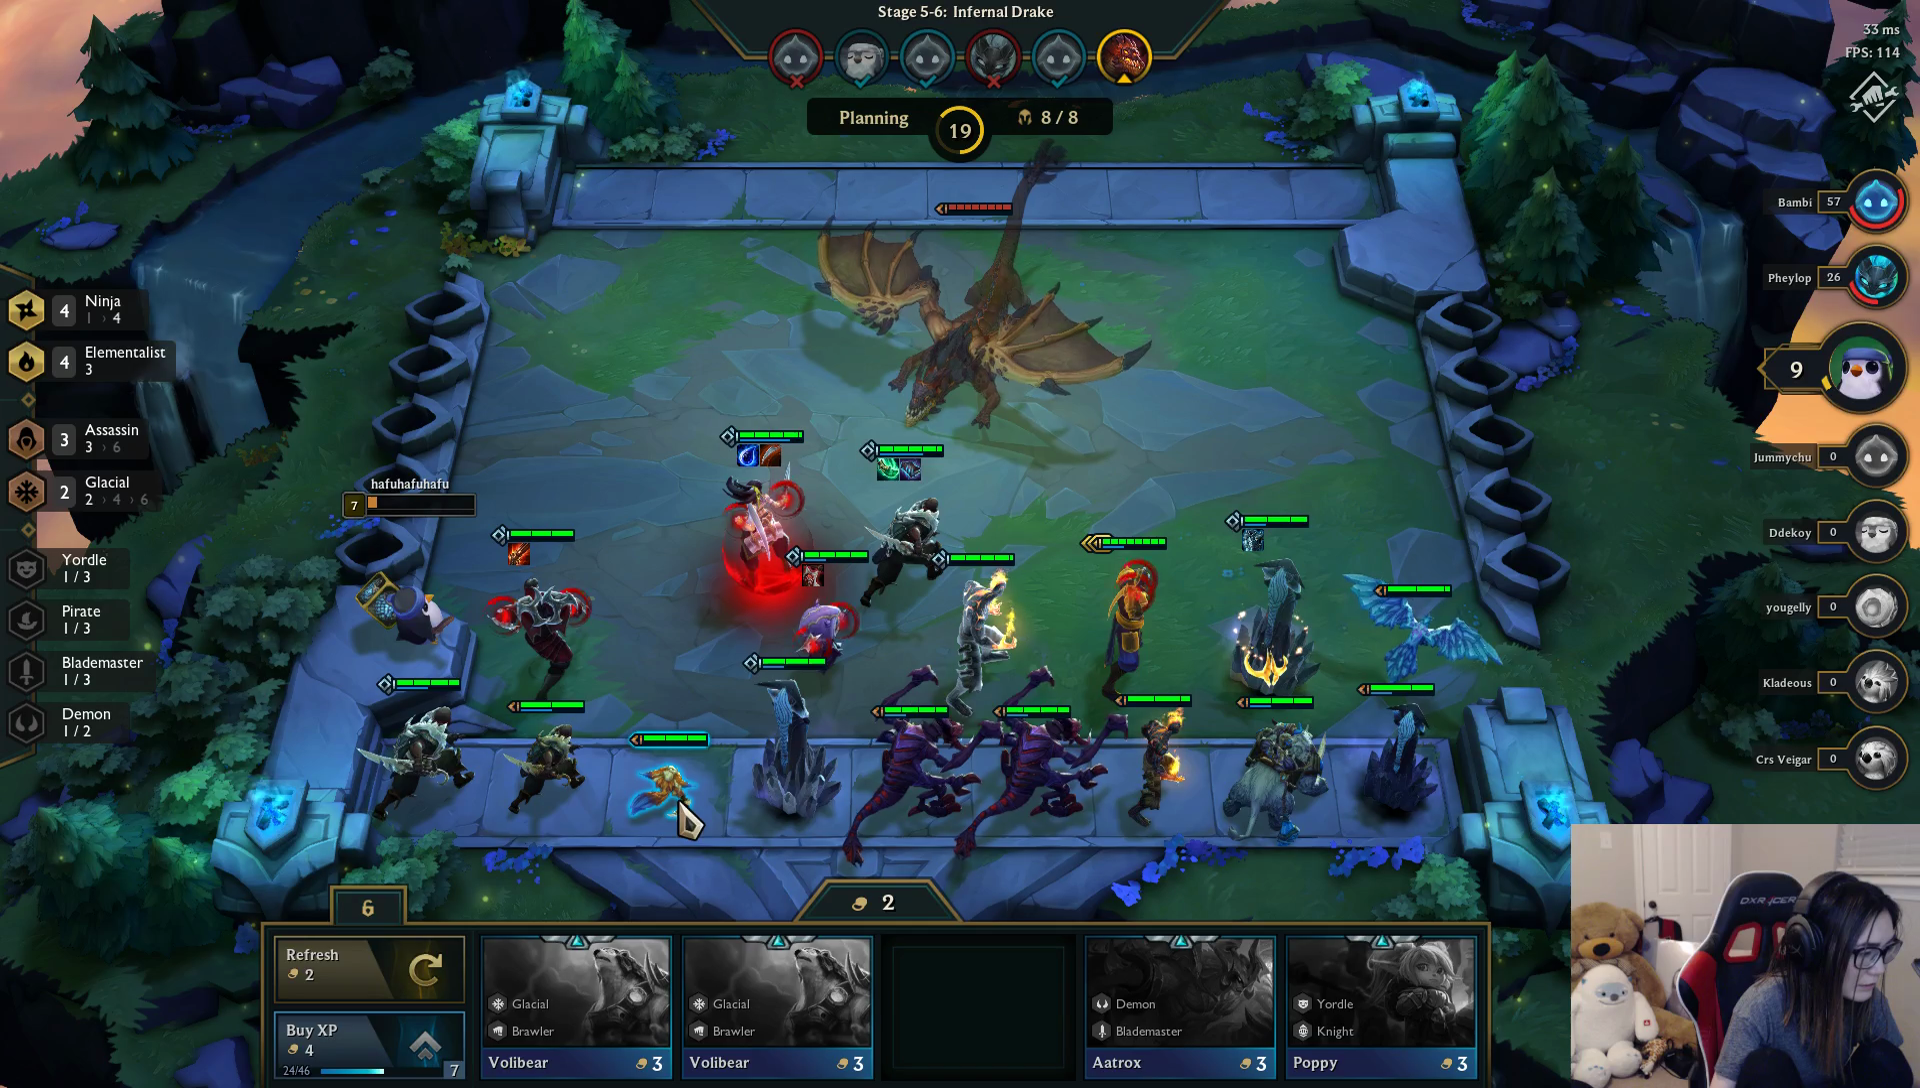 Stage 5-6: Infernal Drake
33 ms
FPS: 114
Planning
19
8 / 8
Bambi 57
Pheylop 26
9
Jummychu 0
Ddekoy 0
yougelly 0
Kladeous 0
Crs Veigar 0
4 Ninja
1 › 4
4 Elementalist
3
3 Assassin
3 › 6
2 Glacial
2 › 4 › 6
Yordle
1 / 3
Pirate
1 / 3
Blademaster
1 / 3
Demon
1 / 2
hafuhafuhafu
7
6
2
Refresh
2
Buy XP
4
24/46
7
Glacial
Brawler
Volibear 3
Glacial
Brawler
Volibear 3
Demon
Blademaster
Aatrox 3
Yordle
Knight
Poppy 3